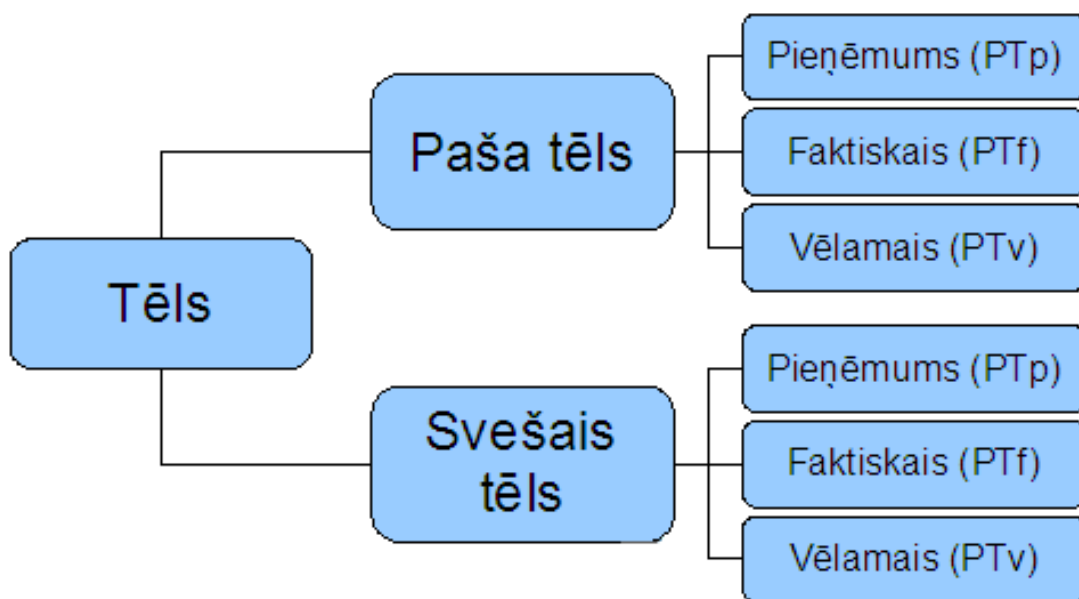 Tēls
Paša tēls
Pieņēmums (PTp)
Faktiskais (PTf)
Vēlamais (PTv)
Svešais
tēls
Pieņēmums (PTp)
Faktiskais (PTf)
Vēlamais (PTv)